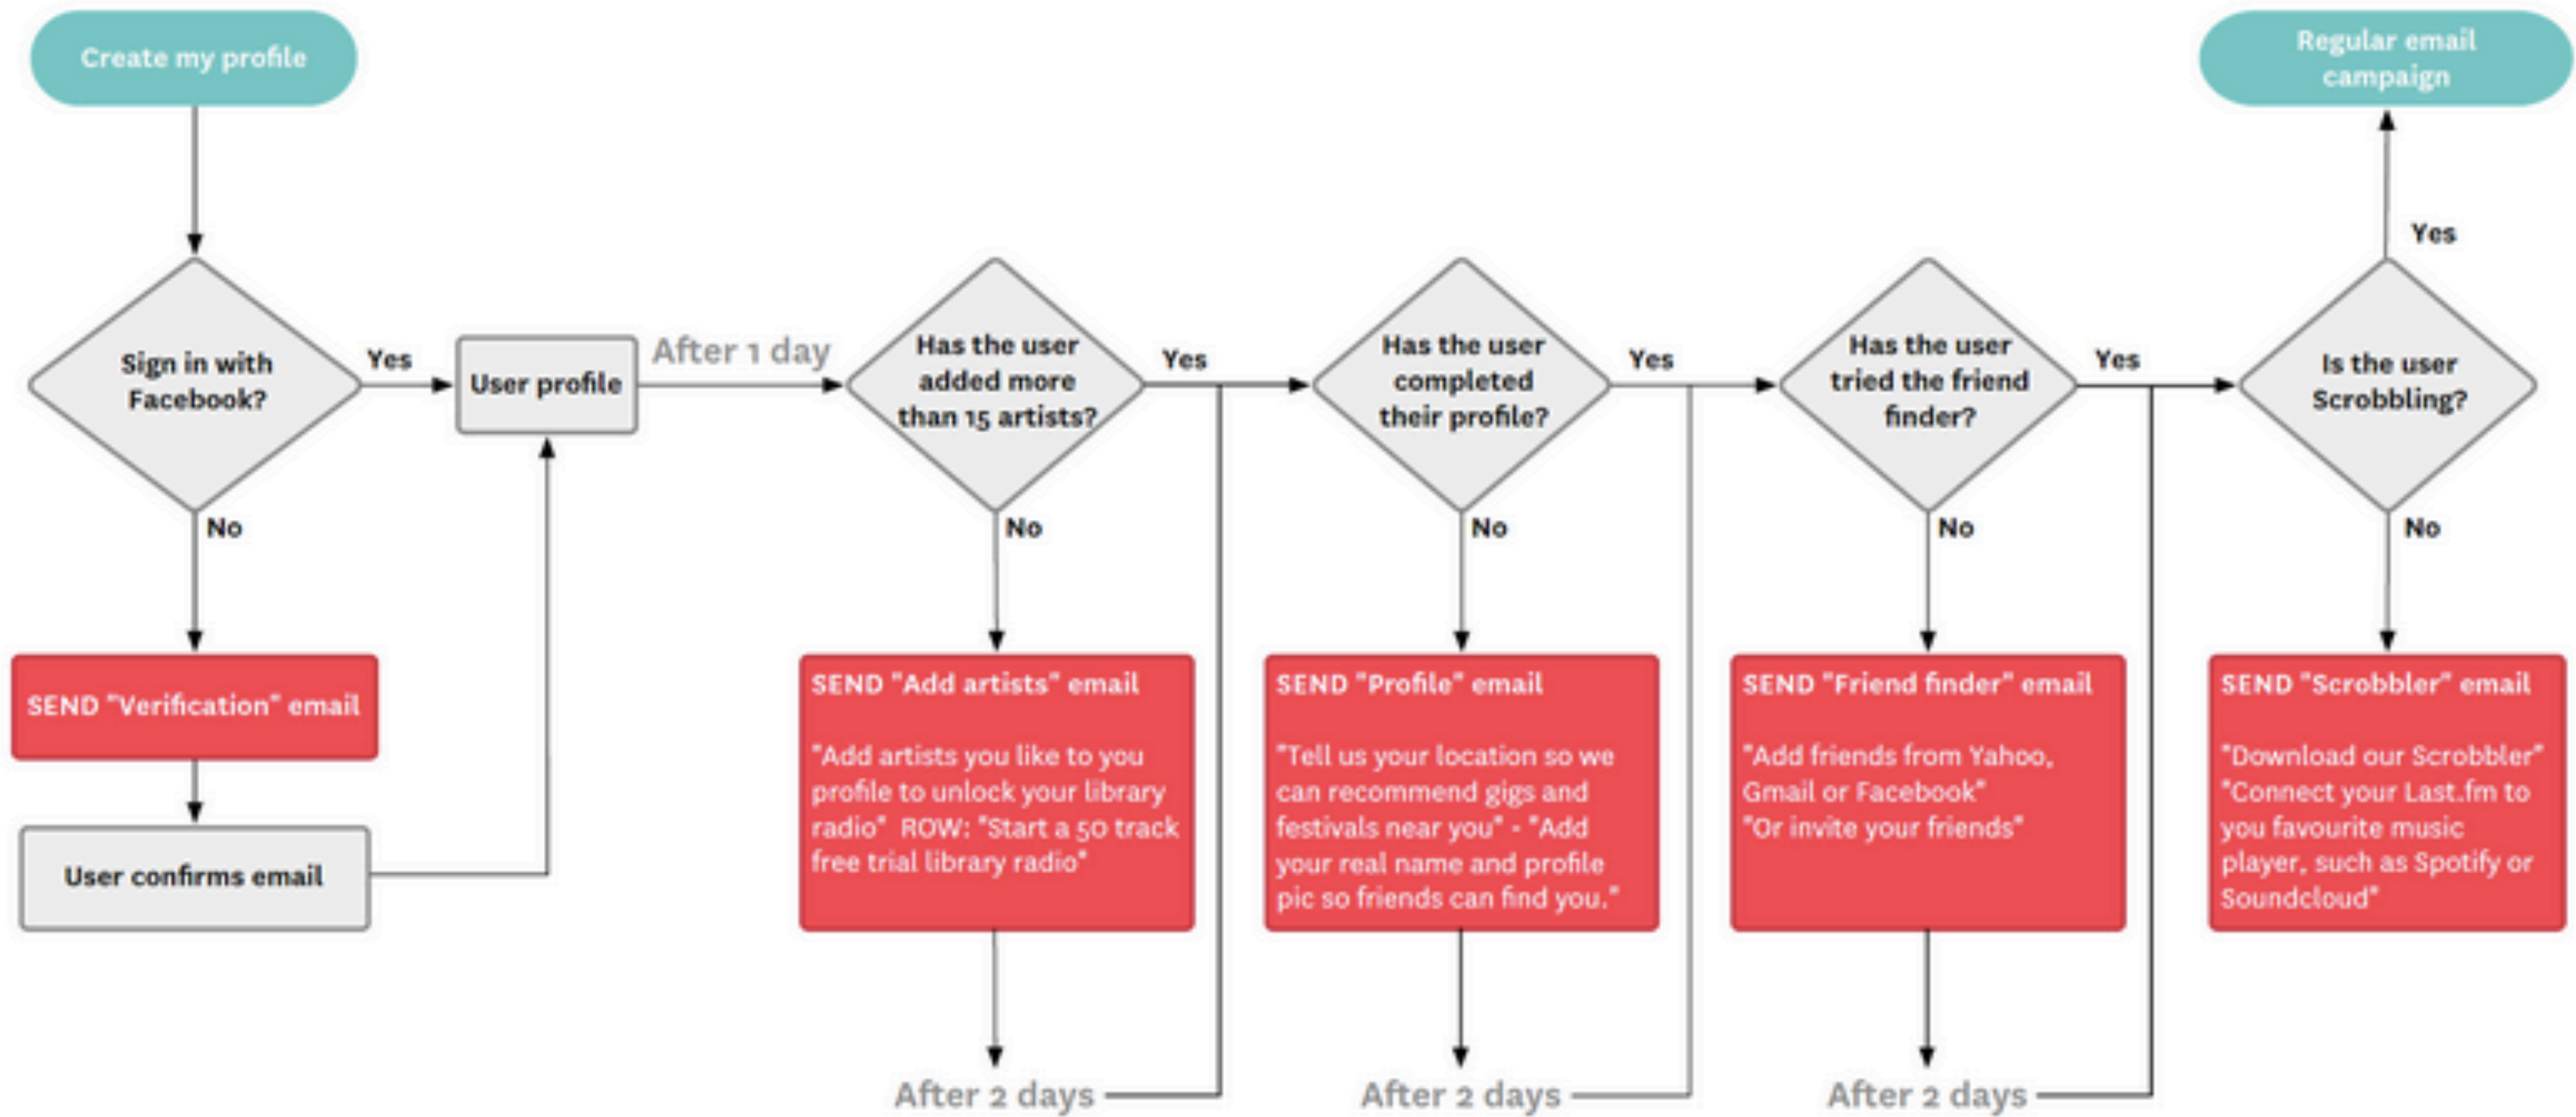 Create my profile
Regular email
campaign
Yes
Sign in with
Facebook?
Yes
User profile
After 1 day
Has the user
added more
than 15 artists?
Yes
Has the user
completed
their profile?
Yes
Has the user
tried the friend
finder?
Yes
Is the user
Scrobbling?
No
No
No
No
No
SEND "Verification" email
User confirms email
SEND "Add artists" email
"Add artists you like to you
profile to unlock your library
radio" ROW: "Start a 50 track
free trial library radio"
SEND "Profile" email
"Tell us your location so we
can recommend gigs and
festivals near you" - "Add
your real name and profile
pic so friends can find you."
SEND "Friend finder" email
"Add friends from Yahoo,
Gmail or Facebook"
"Or invite your friends"
SEND "Scrobbler" email
"Download our Scrobbler"
"Connect your Last.fm to
you favourite music
player, such as Spotify or
Soundcloud"
After 2 days
After 2 days
After 2 days